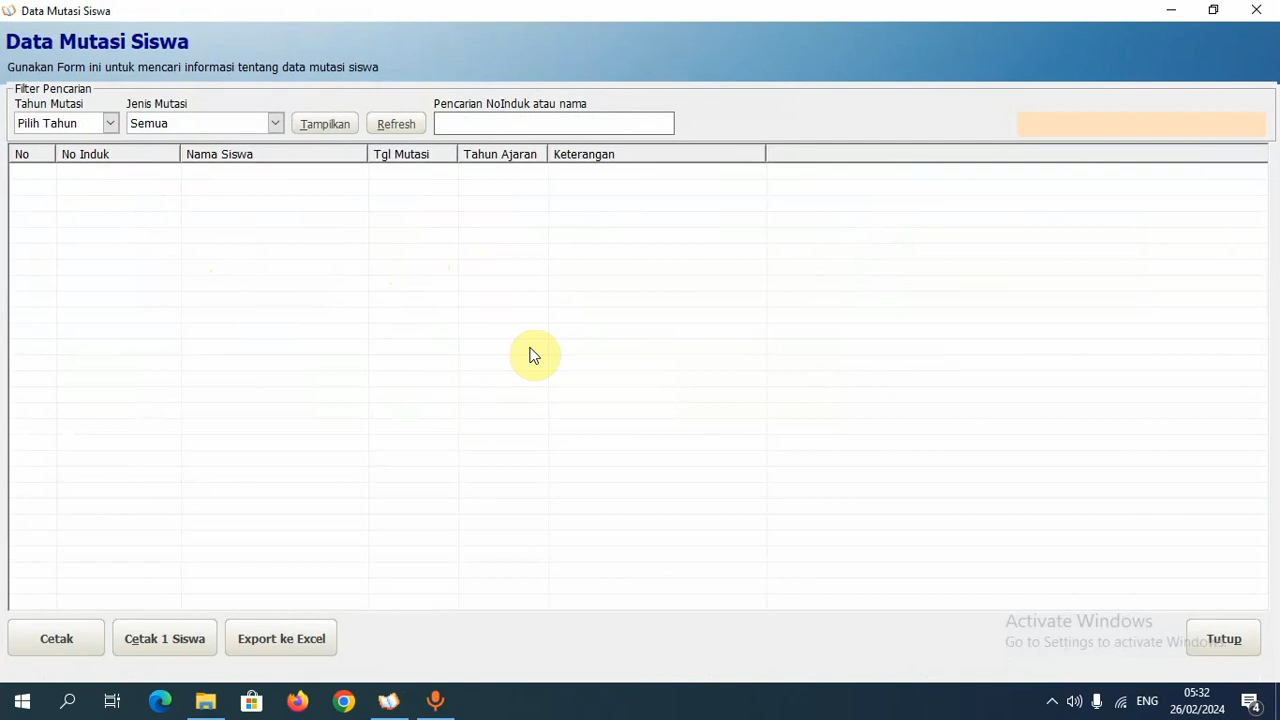 Data Mutasi Siswa
Data Mutasi Siswa
Gunakan Form ini untuk mencari informasi tentang data mutasi siswa
Filter Pencarian
Tahun Mutasi Jenis Mutasi Pencarian NoInduk atau nama
Pilih Tahun Semua Tampilkan Refresh
No No Induk Nama Siswa Tgl Mutasi Tahun Ajaran Keterangan
Activate Windows
Go to Settings to activate Windows.
Cetak Cetak 1 Siswa Export ke Excel Tutup
ENG 05:32
26/02/2024 4